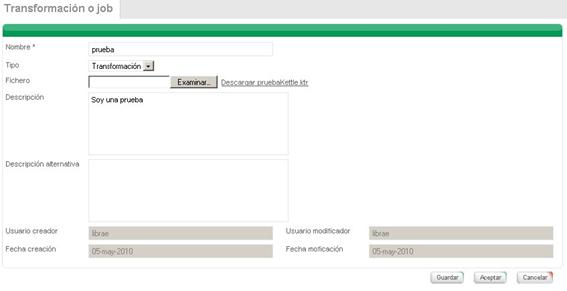 Transformación o job
Nombre * prueba
Tipo Transformación
Fichero Examinar... Descargar pruebaKettle.ktr
Descripción Soy una prueba
Descripción alternativa
Usuario creador librae Usuario modificador librae
Fecha creación 05-may-2010 Fecha moticación 05-may-2010
Guardar Aceptar Cancelar